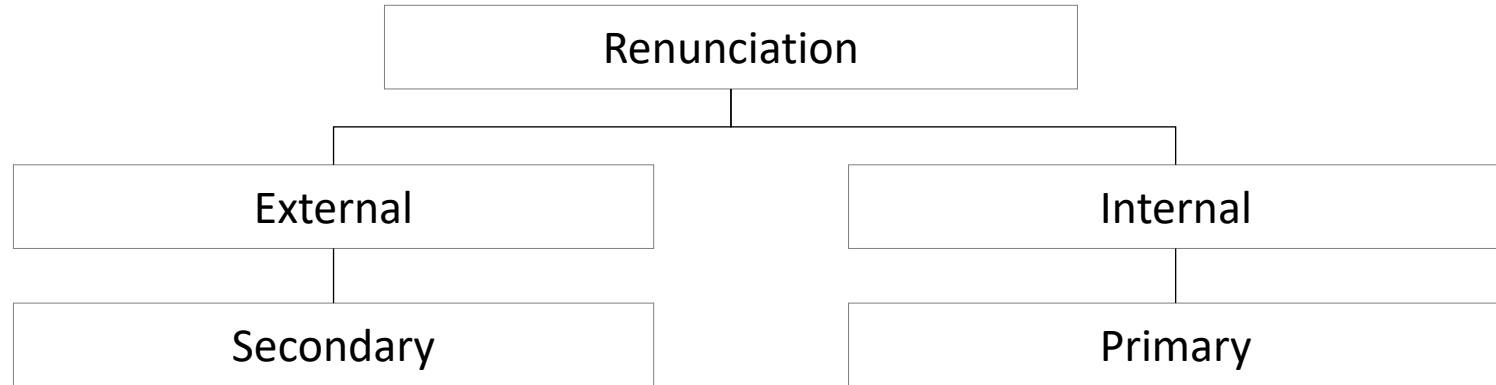 Renunciation
External
Internal
Secondary
Primary